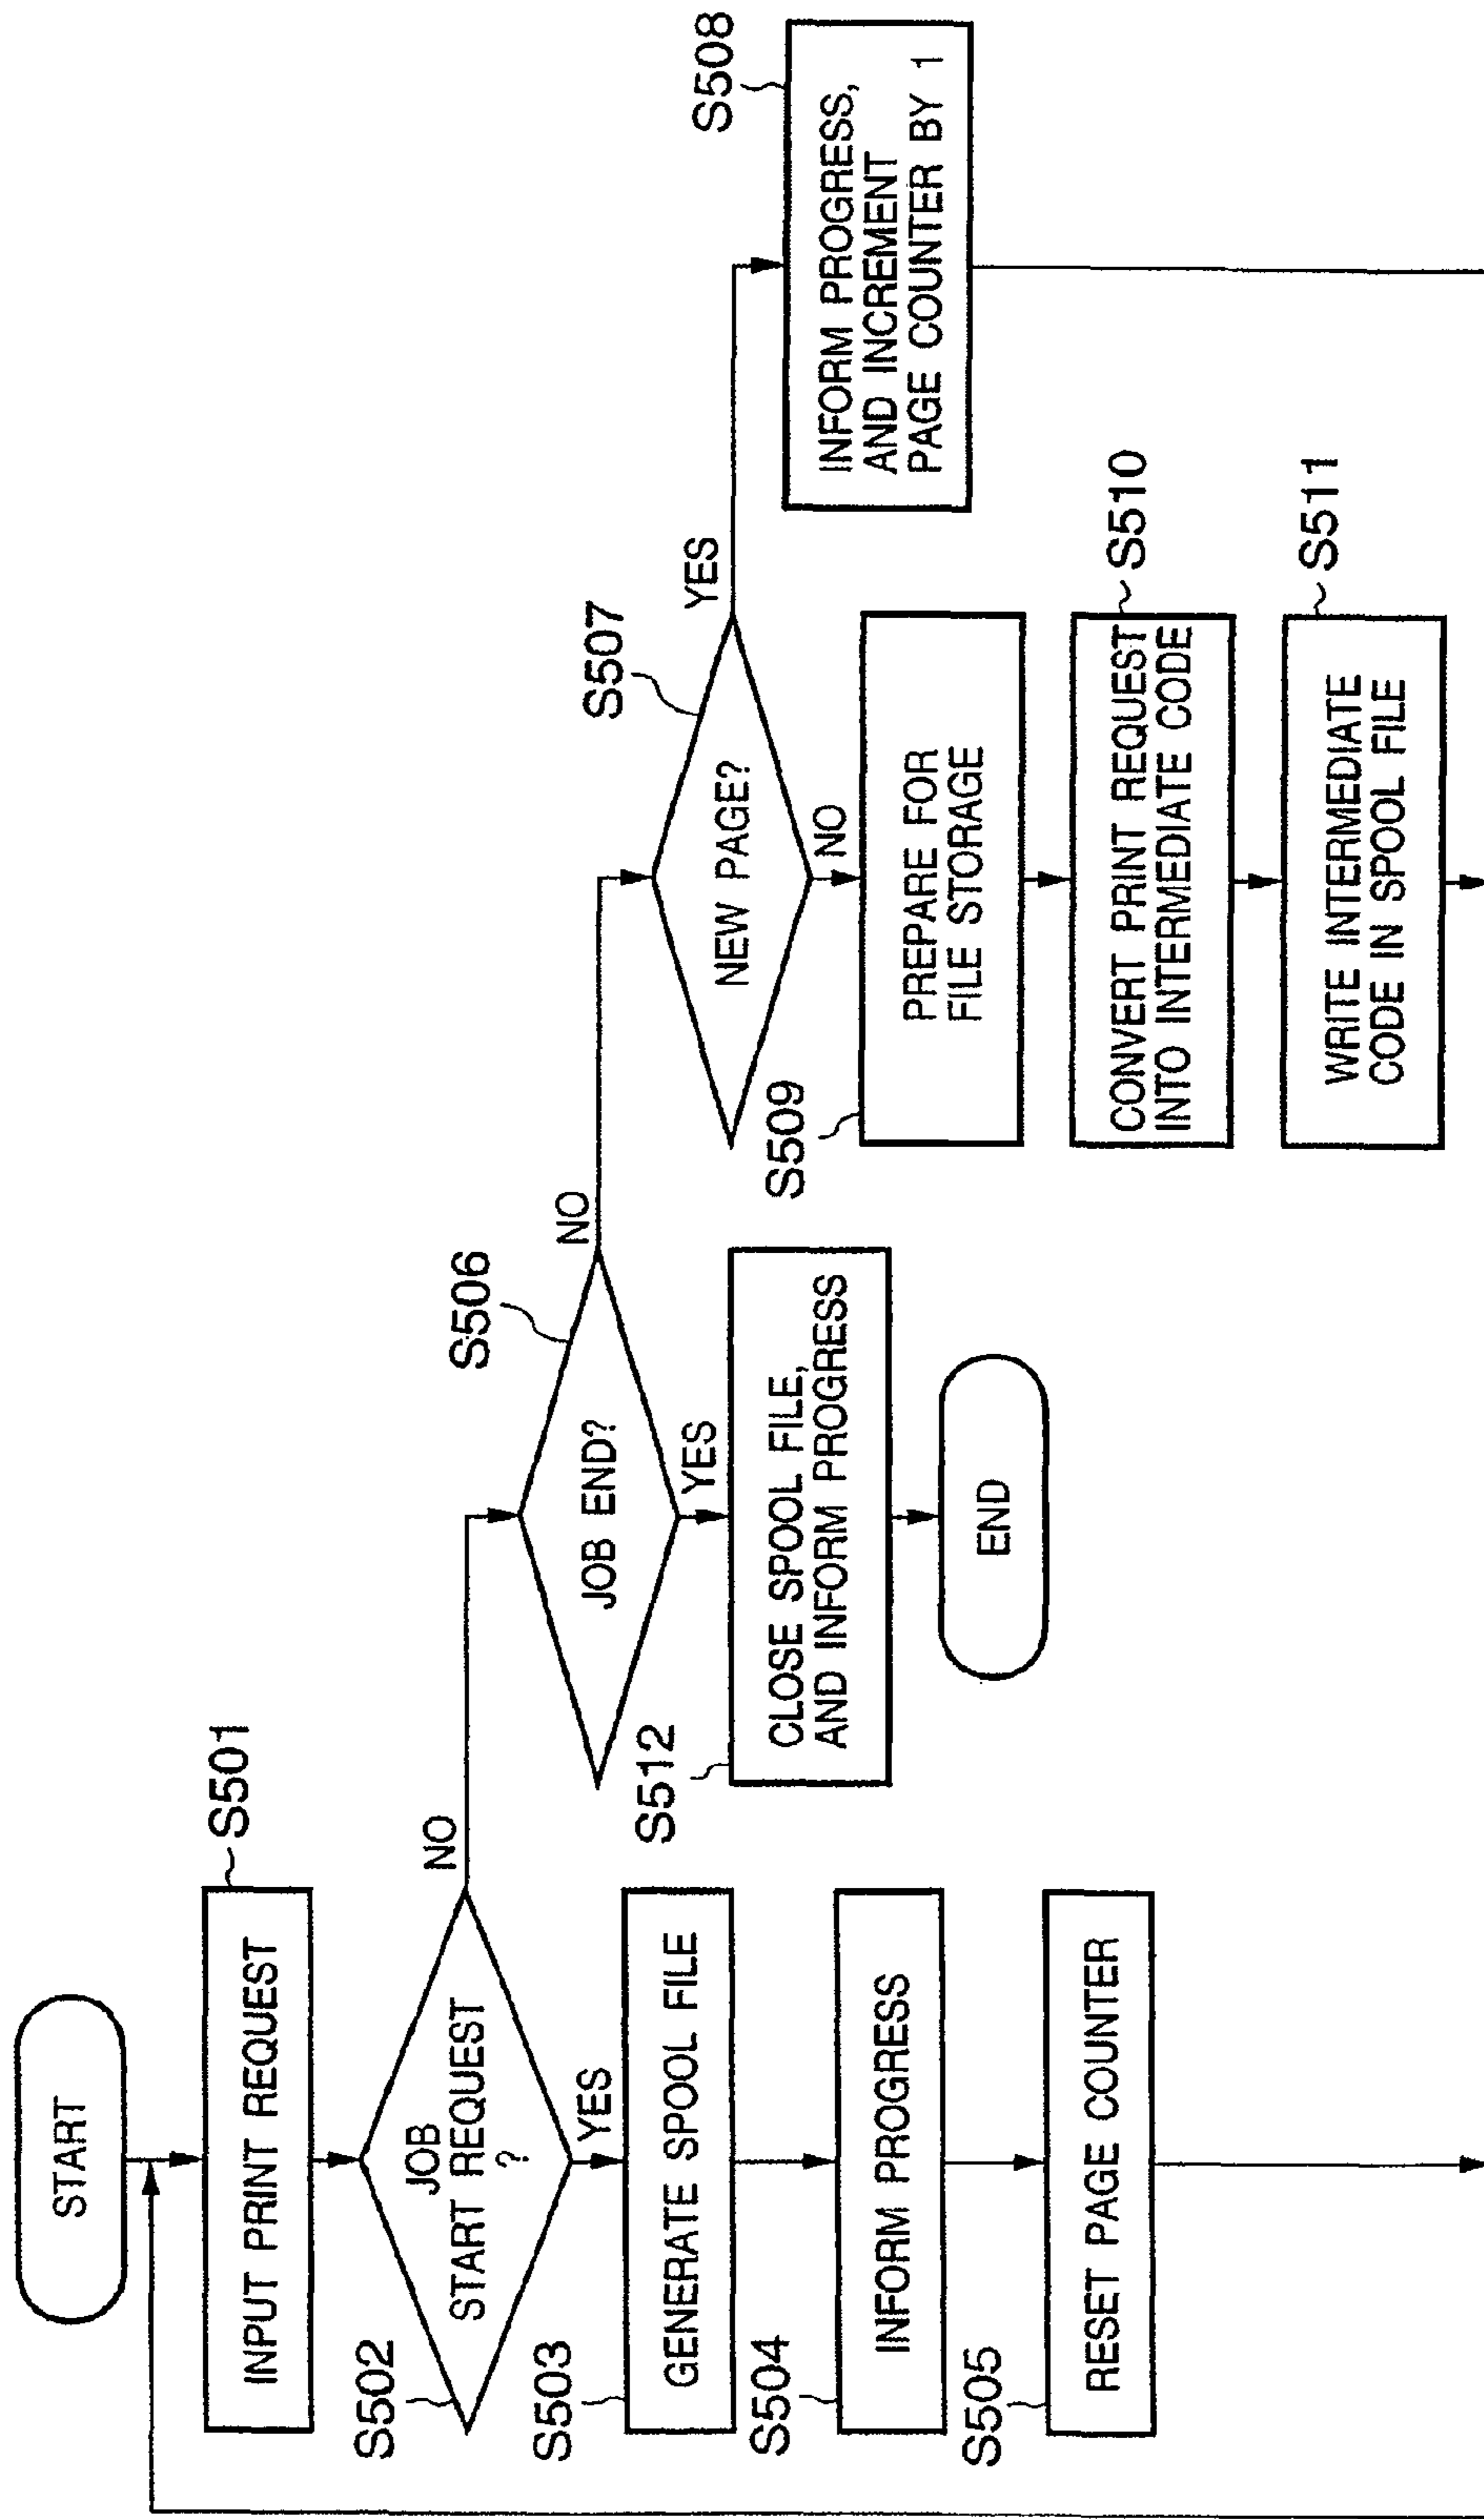 START
INPUT PRINT REQUEST
S501
S502
JOB
START REQUEST
?
NO
YES
S503
GENERATE SPOOL FILE
S504
INFORM PROGRESS
S505
RESET PAGE COUNTER
S506
JOB END?
NO
YES
S512
CLOSE SPOOL FILE,
AND INFORM PROGRESS
END
S507
NEW PAGE?
YES
NO
S508
INFORM PROGRESS,
AND INCREMENT
PAGE COUNTER BY 1
S509
PREPARE FOR
FILE STORAGE
S510
CONVERT PRINT REQUEST
INTO INTERMEDIATE CODE
S511
WRITE INTERMEDIATE
CODE IN SPOOL FILE